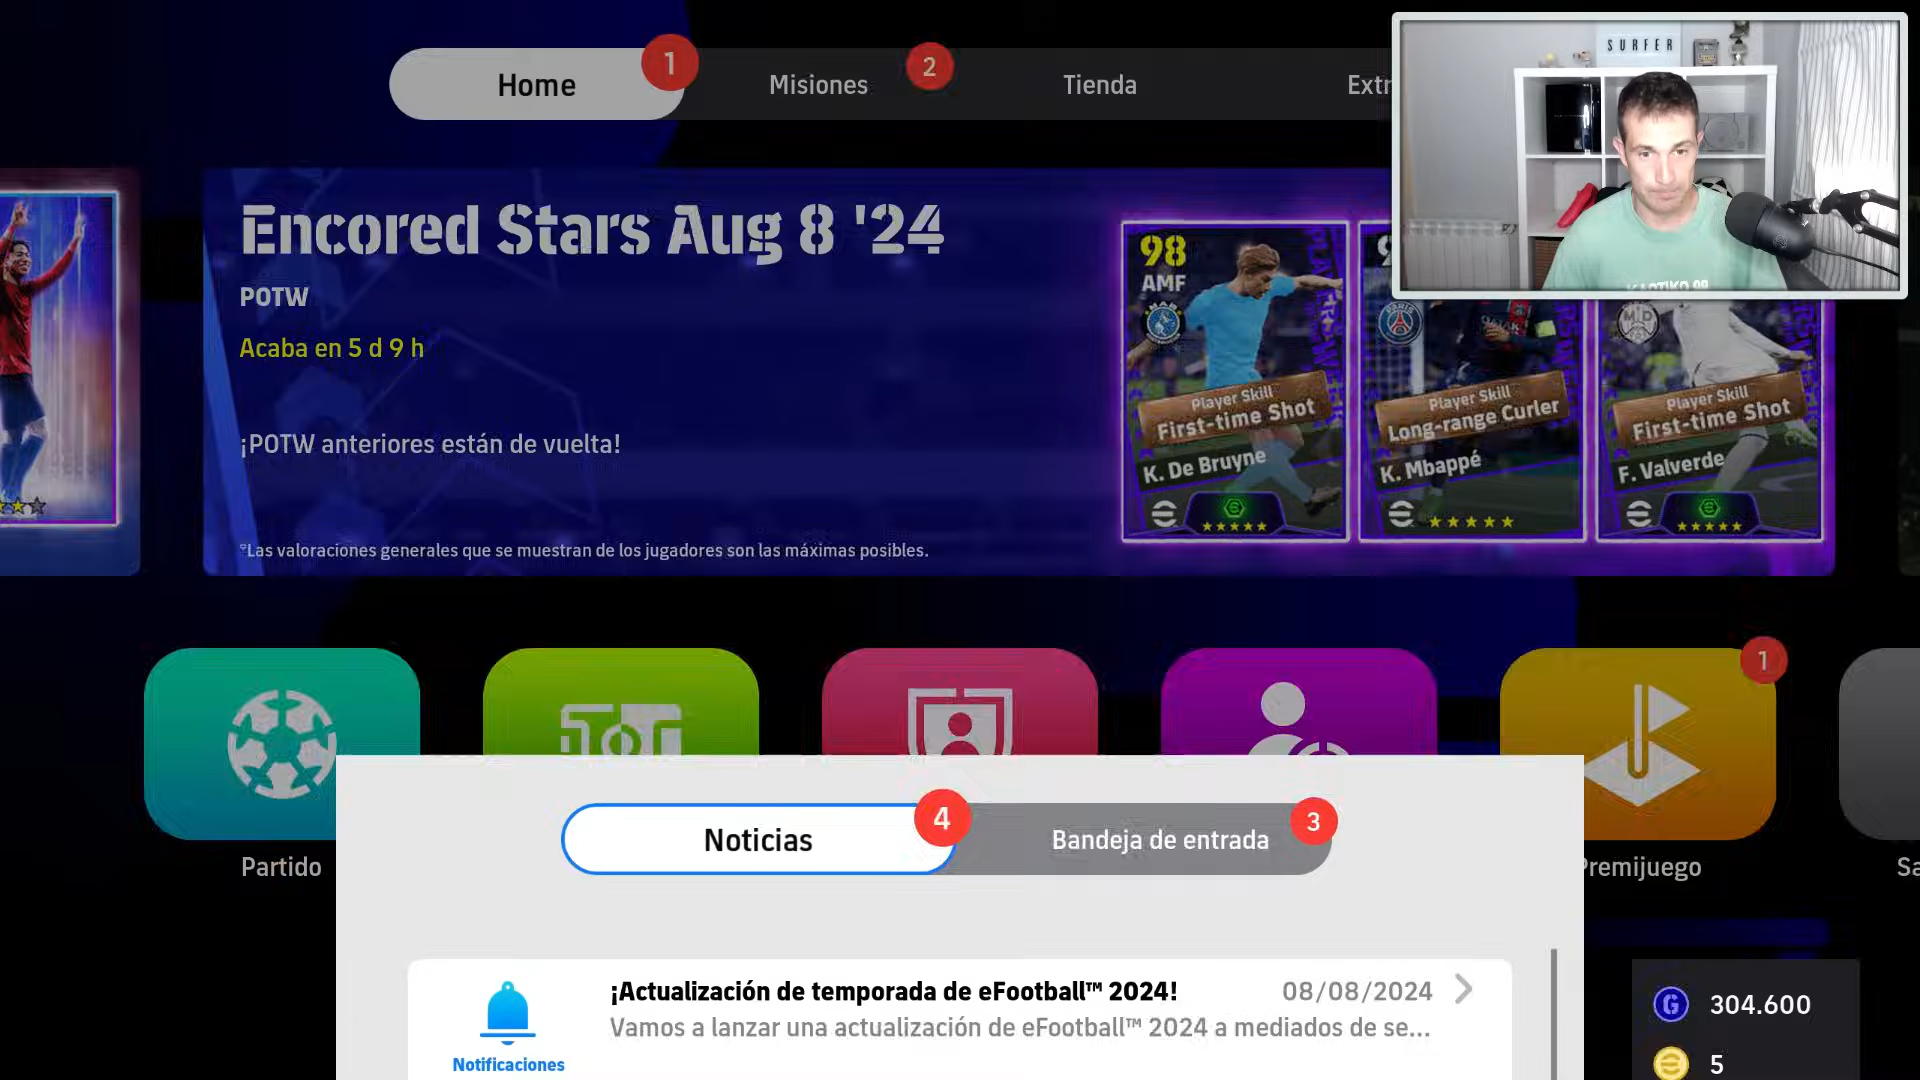 Home
1
Misiones
2
Tienda
Extr
SURFER
KAOTIKO 99
Encored Stars Aug 8 '24
POTW
Acaba en 5 d 9 h
¡POTW anteriores están de vuelta!
*Las valoraciones generales que se muestran de los jugadores son las máximas posibles.
98
AMF
Player Skill
First-time Shot
K. De Bruyne
PARIS
Player Skill
Long-range Curler
K. Mbappé
MD
Player Skill
First-time Shot
F. Valverde
1
Partido
Premijuego
Sa
Noticias
4
Bandeja de entrada
3
¡Actualización de temporada de eFootball™ 2024!
08/08/2024
Vamos a lanzar una actualización de eFootball™ 2024 a mediados de se...
Notificaciones
G 304.600
5